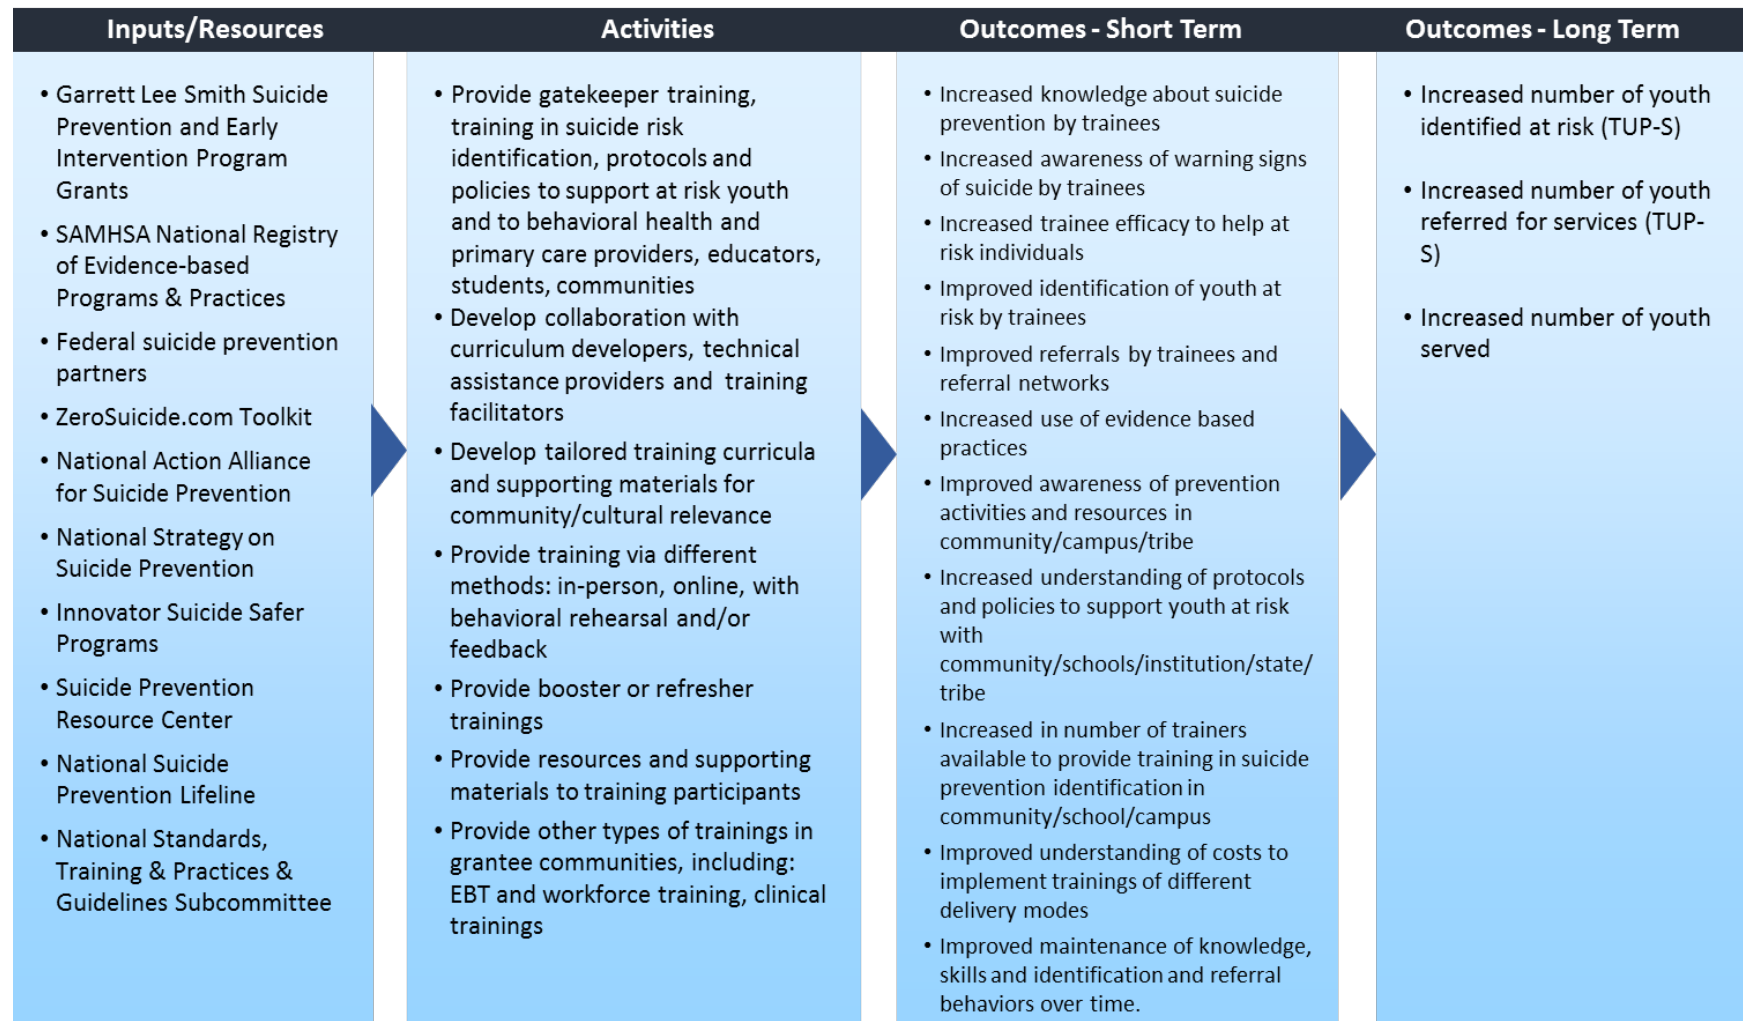 Inputs/Resources
• Garrett Lee Smith Suicide
Prevention and Early
Intervention Program
Grants
• SAMHSA National Registry
of Evidence-based
Programs & Practices
• Federal suicide prevention
partners
• ZeroSuicide.com Toolkit
• National Action Alliance
for Suicide Prevention
• National Strategy on
Suicide Prevention
• Innovator Suicide Safer
Programs
• Suicide Prevention
Resource Center
• National Suicide
Prevention Lifeline
• National Standards,
Training & Practices &
Guidelines Subcommittee
Activities
• Provide gatekeeper training,
training in suicide risk
identification, protocols and
policies to support at risk youth
and to behavioral health and
primary care providers, educators,
students, communities
• Develop collaboration with
curriculum developers, technical
assistance providers and training
facilitators
• Develop tailored training curricula
and supporting materials for
community/cultural relevance
• Provide training via different
methods: in-person, online, with
behavioral rehearsal and/or
feedback
• Provide booster or refresher
trainings
• Provide resources and supporting
materials to training participants
• Provide other types of trainings in
grantee communities, including:
EBT and workforce training, clinical
trainings
Outcomes - Short Term
• Increased knowledge about suicide
prevention by trainees
• Increased awareness of warning signs
of suicide by trainees
• Increased trainee efficacy to help at
risk individuals
• Improved identification of youth at
risk by trainees
• Improved referrals by trainees and
referral networks
• Increased use of evidence based
practices
• Improved awareness of prevention
activities and resources in
community/campus/tribe
• Increased understanding of protocols
and policies to support youth at risk
with
community/schools/institution/state/
tribe
• Increased in number of trainers
available to provide training in suicide
prevention identification in
community/school/campus
• Improved understanding of costs to
implement trainings of different
delivery modes
• Improved maintenance of knowledge,
skills and identification and referral
behaviors over time.
Outcomes - Long Term
• Increased number of youth
identified at risk (TUP-S)
• Increased number of youth
referred for services (TUP-
S)
• Increased number of youth
served